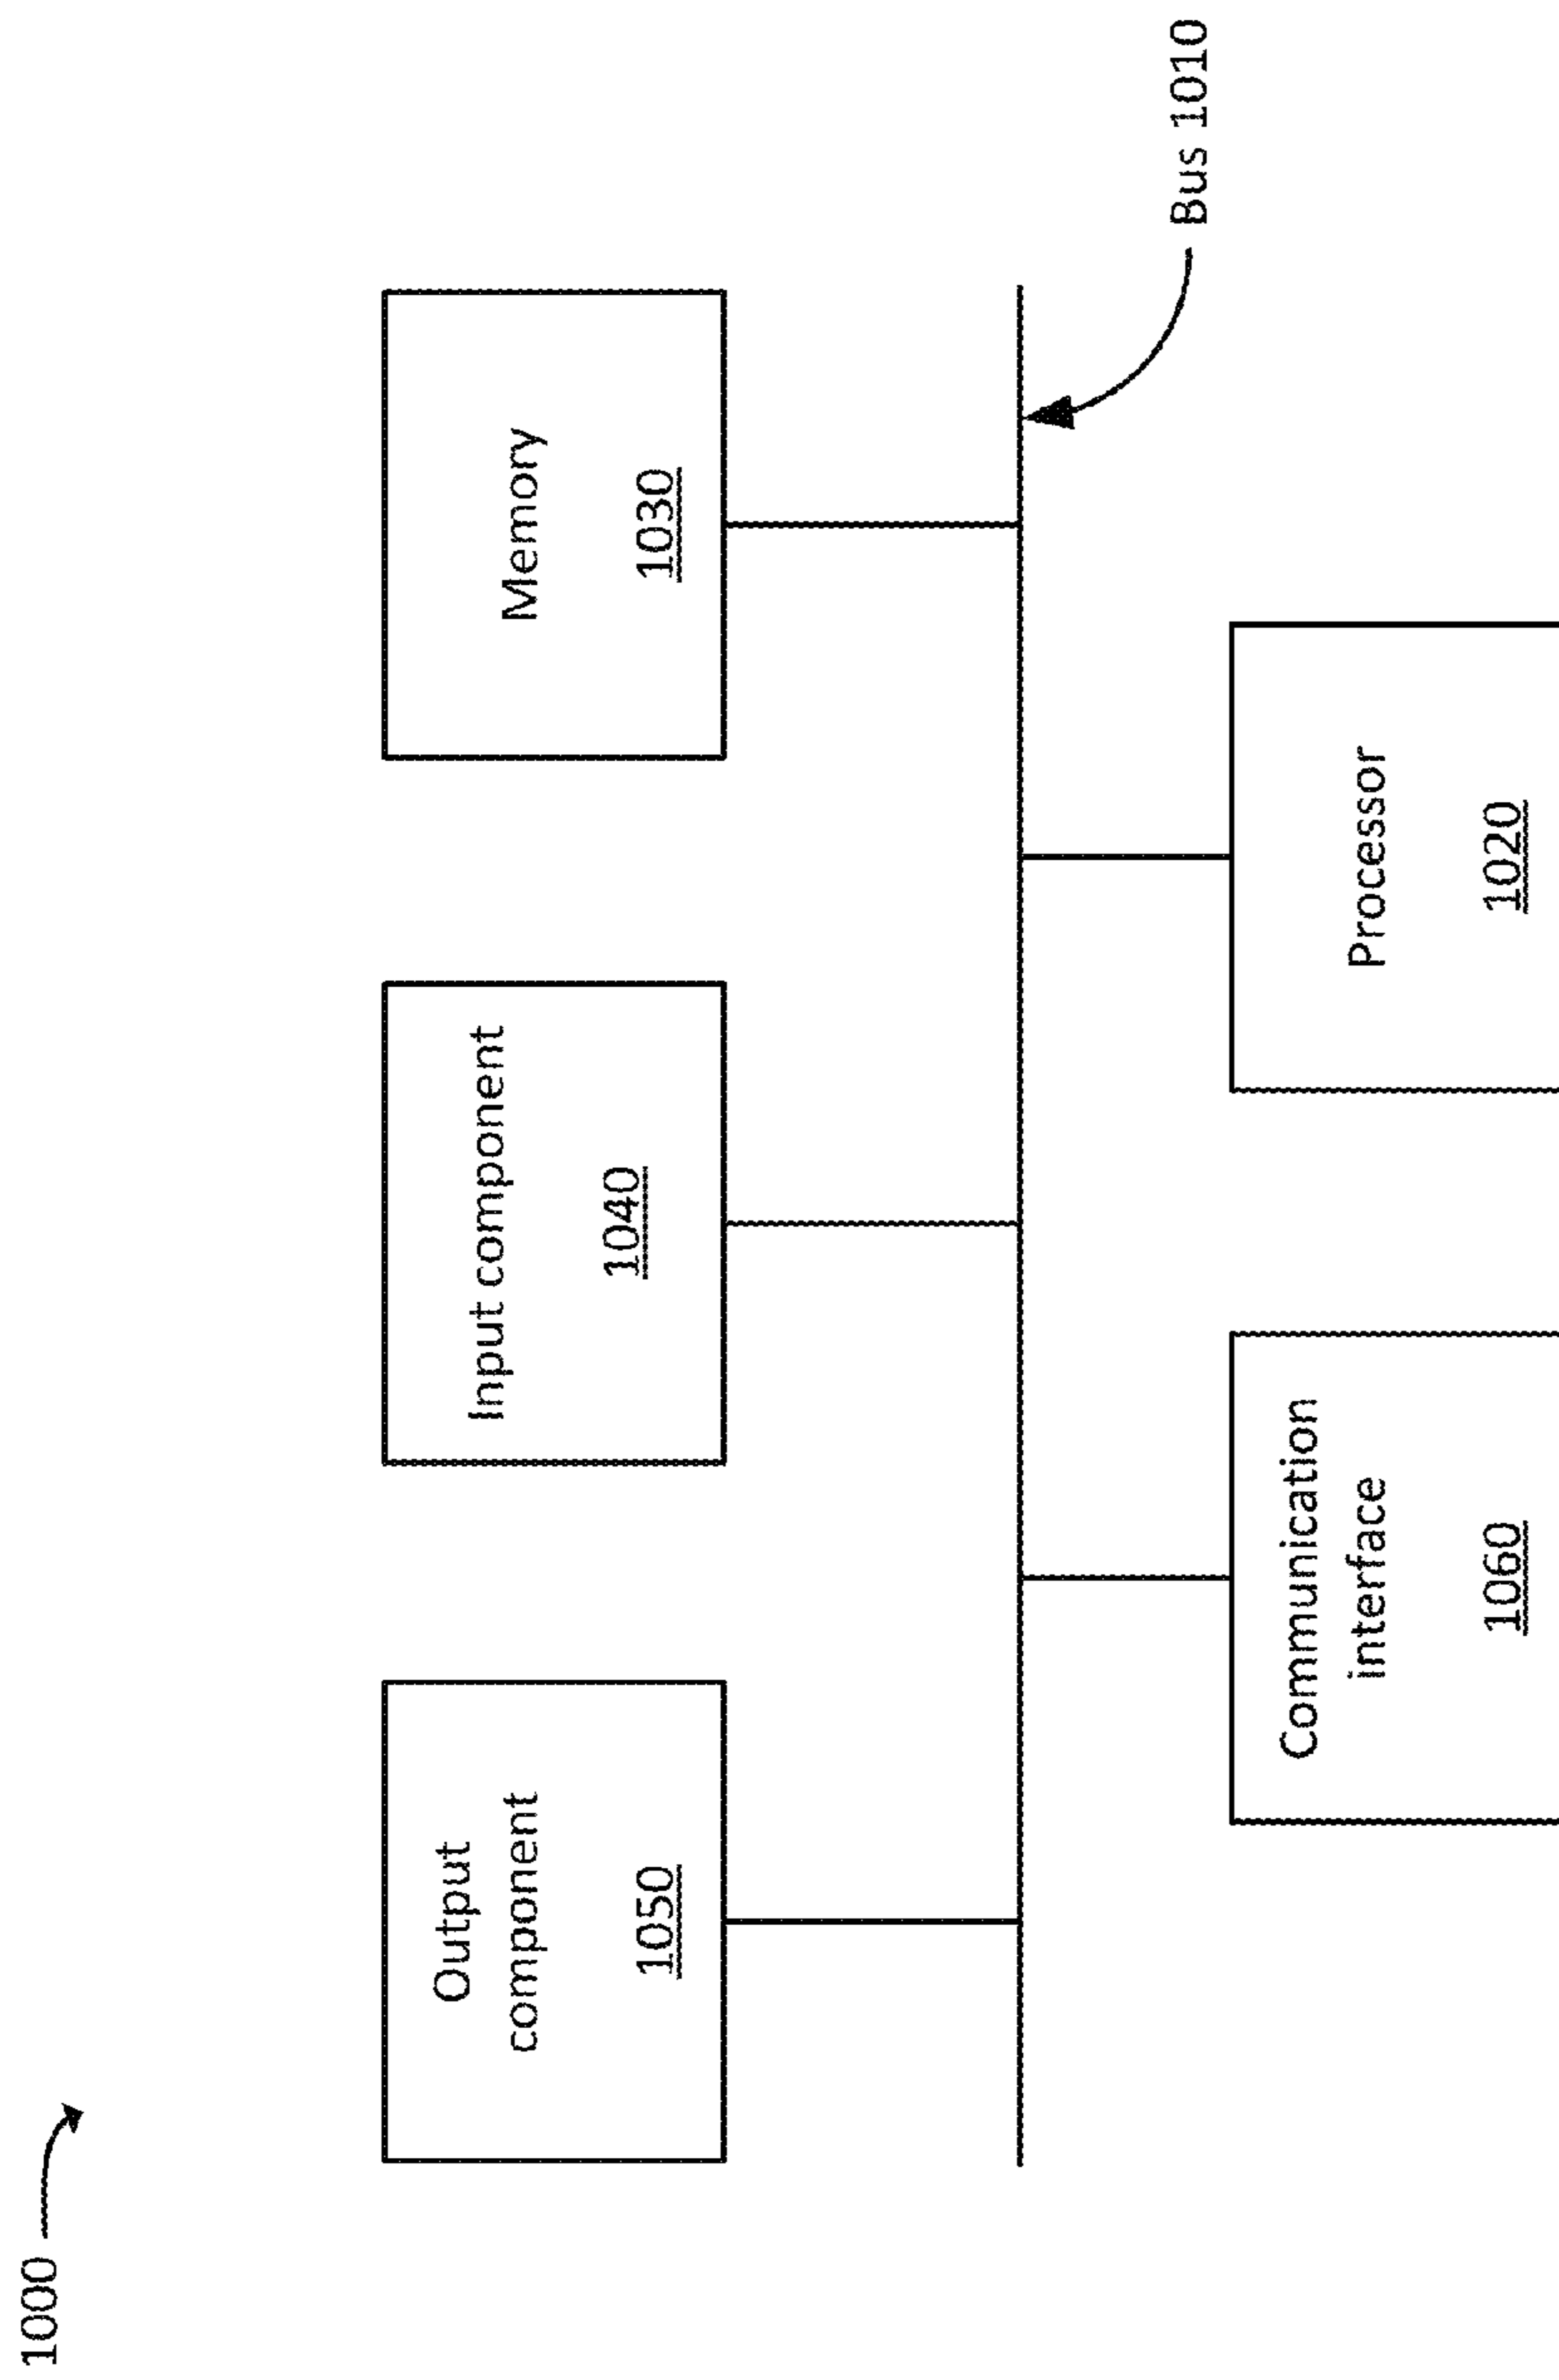 1000
Output
component
1050
Input component
1040
Memory
1030
Bus 1010
Communication
interface
1060
Processor
1020